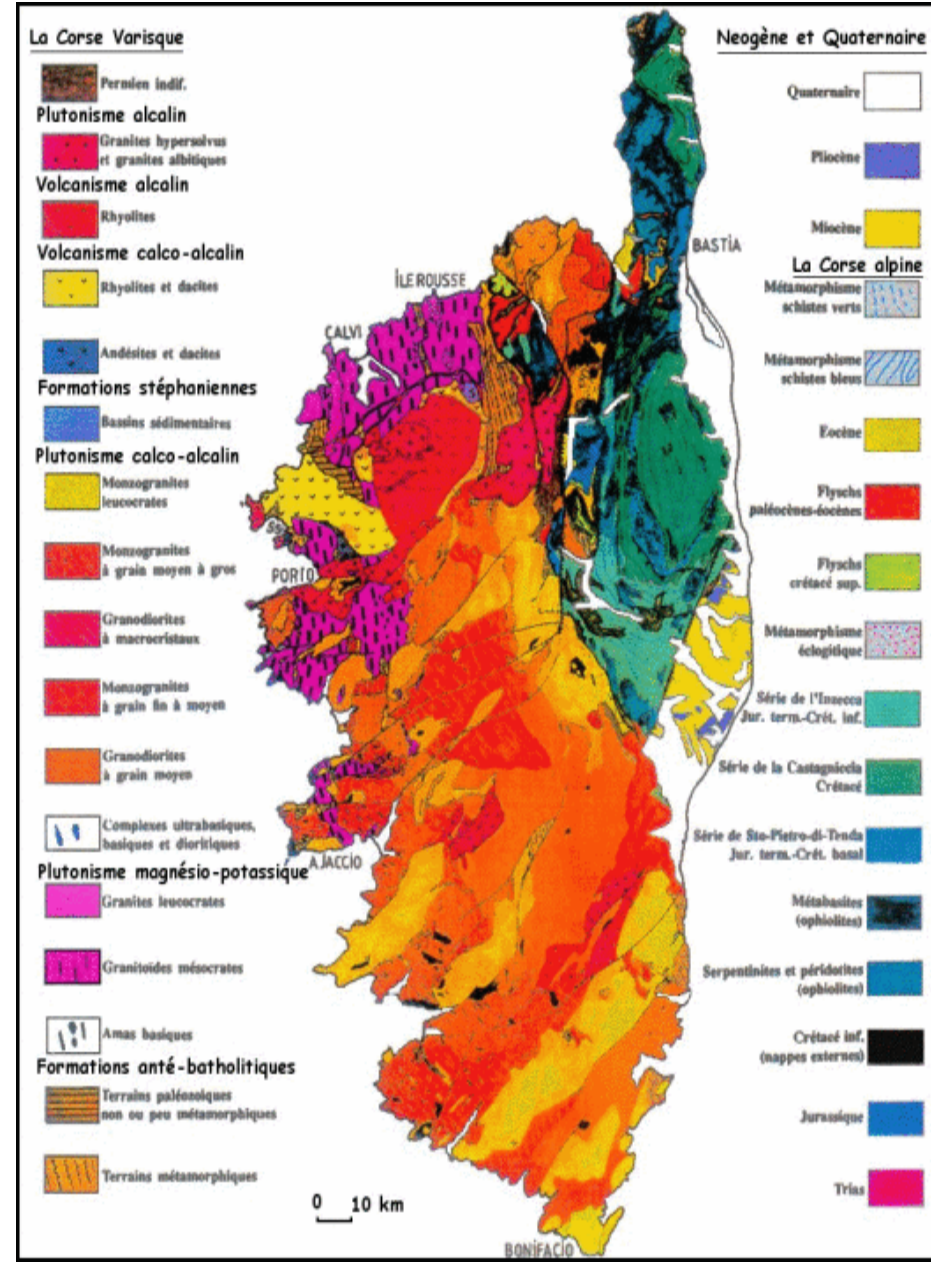 La Corse Varisque
Permien indif.
Plutonisme alcalin
Granites hypersolvus
et granites albitiques
Volcanisme alcalin
Rhyolites
Volcanisme calco-alcalin
Rhyolites et dacites
Andésites et dacites
Formations stéphaniennes
Bassins sédimentaires
Plutonisme calco-alcalin
Monzogranites
leucocrates
Monzogranites
à grain moyen à gros
Granodiorites
à macrocristaux
Monzogranites
à grain fin à moyen
Granodiorites
à grain moyen
Complexes ultrabasiques,
basiques et dioritiques
Plutonisme magnésio-potassique
Granites leucocrates
Granitoïdes mésocrates
Amas basiques
Formations anté-batholitiques
Terrains paléozoïques
non ou peu métamorphiques
Terrains métamorphiques
BASTIA
ÎLE ROUSSE
CALVI
PORTO
AJACCIO
BONIFACIO
0 10 km
Neogène et Quaternaire
Quaternaire
Pliocène
Miocène
La Corse alpine
Métamorphisme
schistes verts
Métamorphisme
schistes bleus
Eocène
Flyschs
paléocènes-éocènes
Flyschs
crétacé sup.
Métamorphisme
éclogitique
Série de l'Inzecca
Jur. term.-Crét. inf.
Série de la Castagniccia
Crétacé
Série de Sto-Pietro-di-Tenda
Jur. term.-Crét. basal
Métabasites
(ophiolites)
Serpentinites et péridotites
(ophiolites)
Crétacé inf.
(nappes externes)
Jurassique
Trias